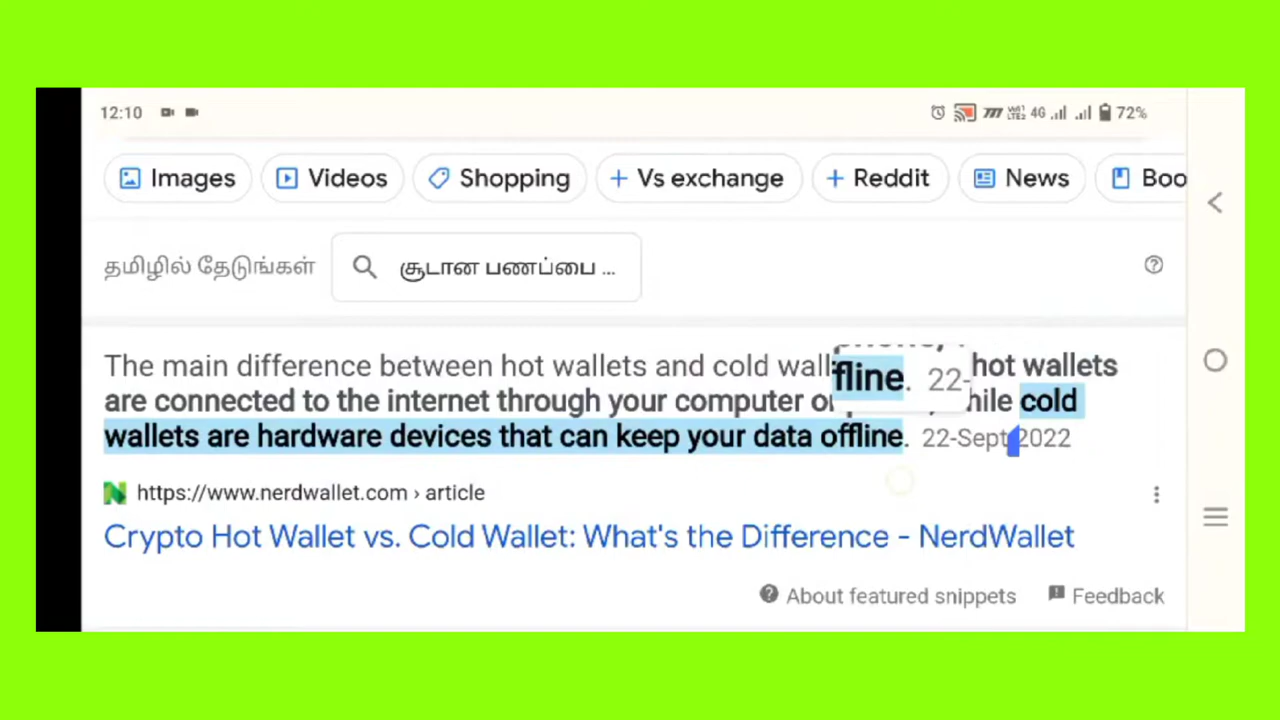 12:10 4G 72%
Images Videos Shopping + Vs exchange + Reddit News Boo
தமிழில் தேடுங்கள் சூடான பணப்பை ...
The main difference between hot wallets and cold wall fline. 22- hot wallets
are connected to the internet through your computer or hile cold
wallets are hardware devices that can keep your data offline. 22-Sept 2022
https://www.nerdwallet.com › article
Crypto Hot Wallet vs. Cold Wallet: What's the Difference - NerdWallet
About featured snippets Feedback